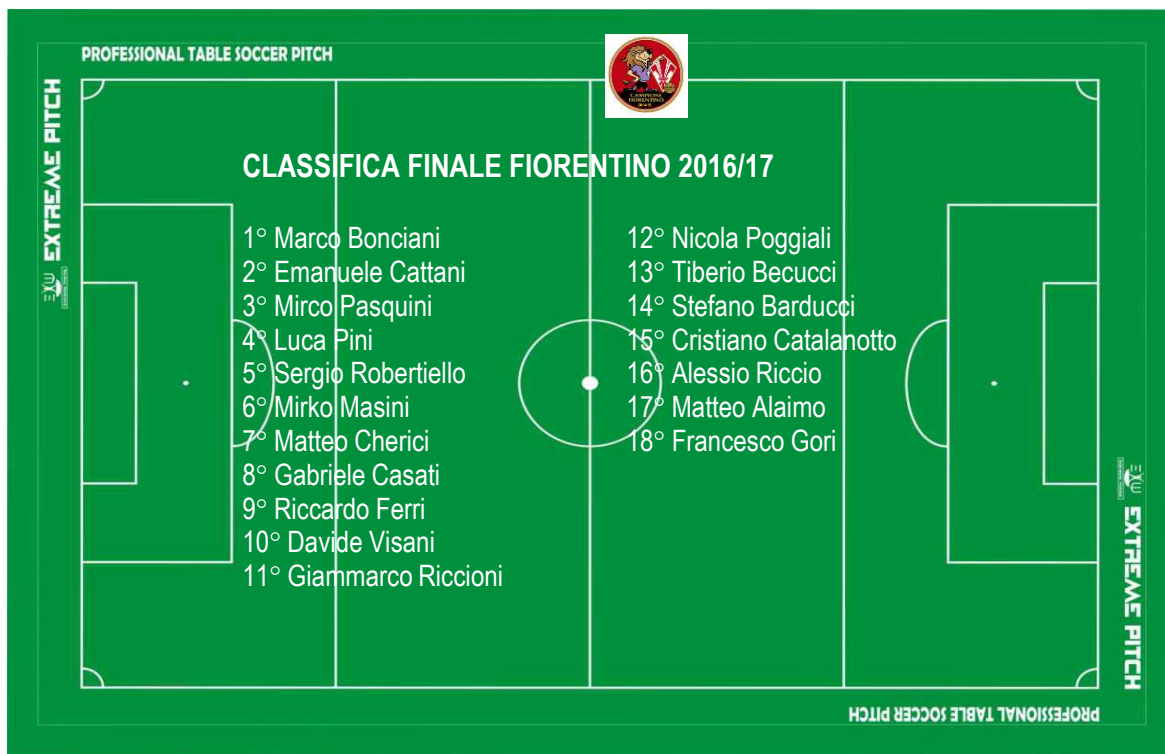 PROFESSIONAL TABLE SOCCER PITCH
EXTREME PITCH
CAMPIONE
FIORENTINO
CLASSIFICA FINALE FIORENTINO 2016/17
1° Marco Bonciani
2° Emanuele Cattani
3° Mirco Pasquini
4° Luca Pini
5° Sergio Robertiello
6° Mirko Masini
7° Matteo Cherici
8° Gabriele Casati
9° Riccardo Ferri
10° Davide Visani
11° Giammarco Riccioni
12° Nicola Poggiali
13° Tiberio Becucci
14° Stefano Barducci
15° Cristiano Catalanotto
16° Alessio Riccio
17° Matteo Alaimo
18° Francesco Gori
EXTREME PITCH
PROFESSIONAL TABLE SOCCER PITCH